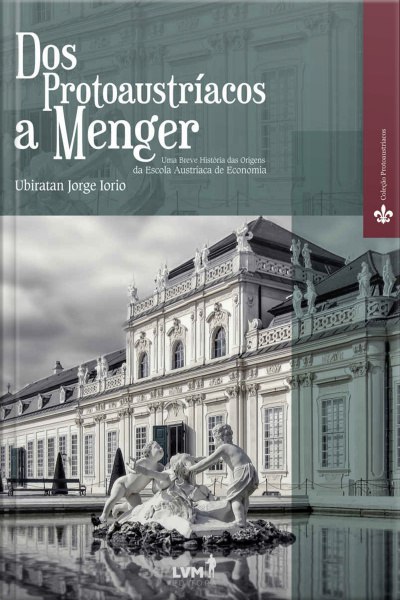 Dos
Protoaustríacos
a Menger
Uma Breve História das Origens
da Escola Austríaca de Economia
Ubiratan Jorge Iorio
Coleção Protoaustríacos
LVM
EDITORA